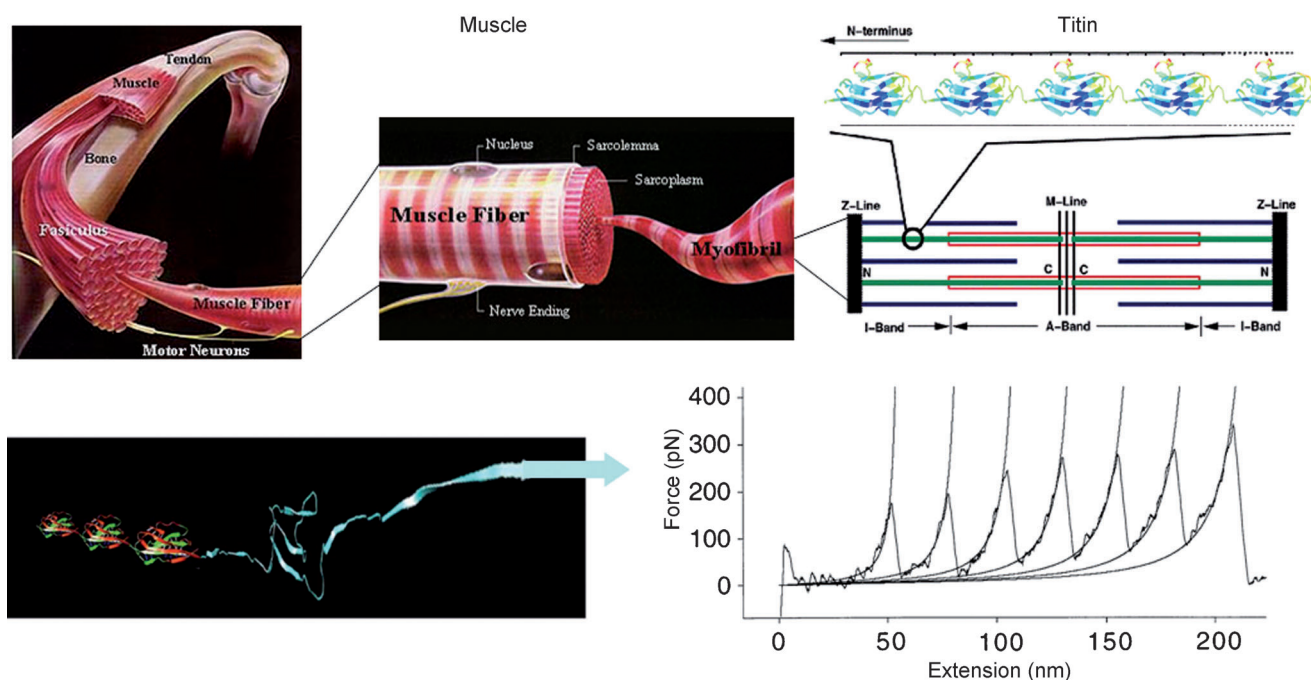 Muscle
Titin
N-terminus
Tendon
Muscle
Bone
Fasiculus
Muscle Fiber
Motor Neurons
Nucleus
Sarcolemma
Sarcoplasm
Muscle Fiber
Myofibril
Nerve Ending
Z-Line
M-Line
Z-Line
N
C
C
N
I-Band
A-Band
I-Band
Force (pN)
400
300
200
100
0
0
50
100
150
200
Extension (nm)